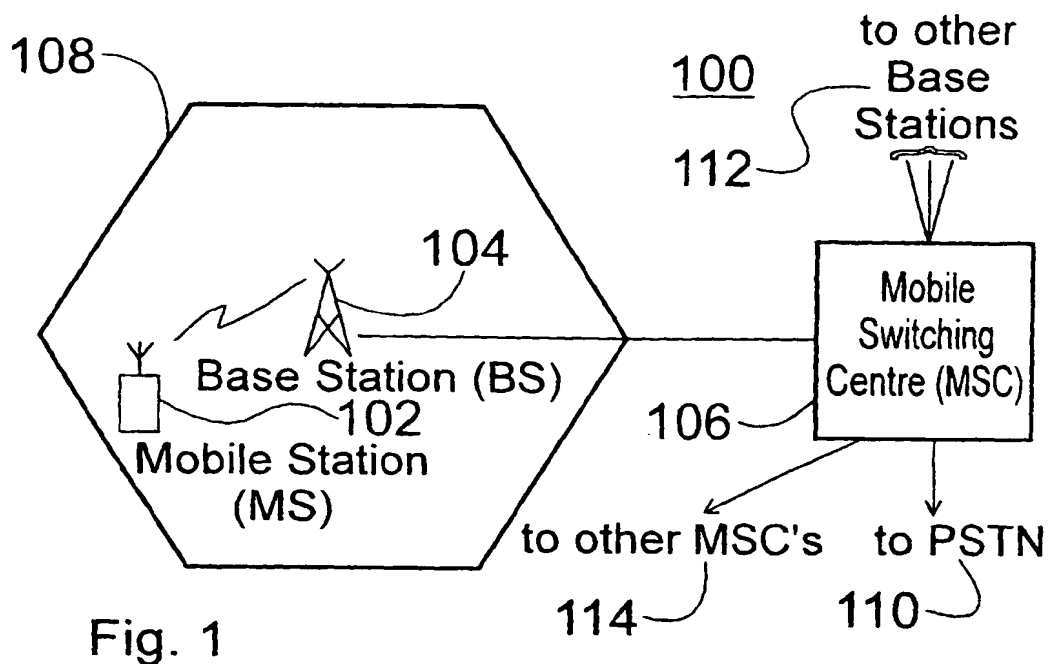 108
to other
100
Base
Stations
112
104
Mobile
Switching
Centre (MSC)
Base Station (BS)
102
106
Mobile Station
(MS)
to other MSC's
to PSTN
114
110
Fig. 1